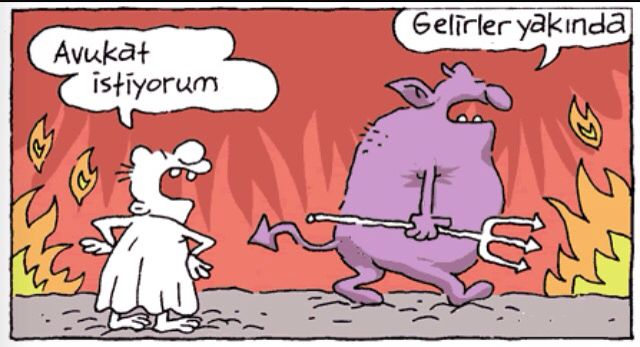 Avukat
istiyorum
Gelirler yakında